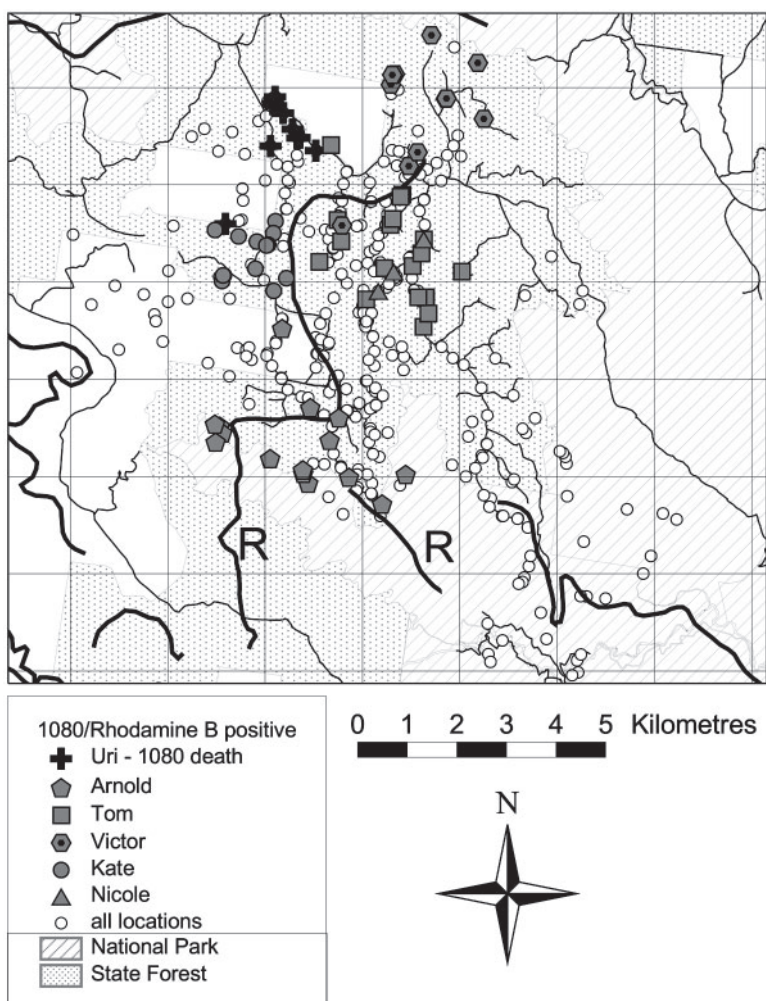 R
R
1080/Rhodamine B positive
Uri - 1080 death
Arnold
Tom
Victor
Kate
Nicole
all locations
National Park
State Forest
0 1 2 3 4 5 Kilometres
N